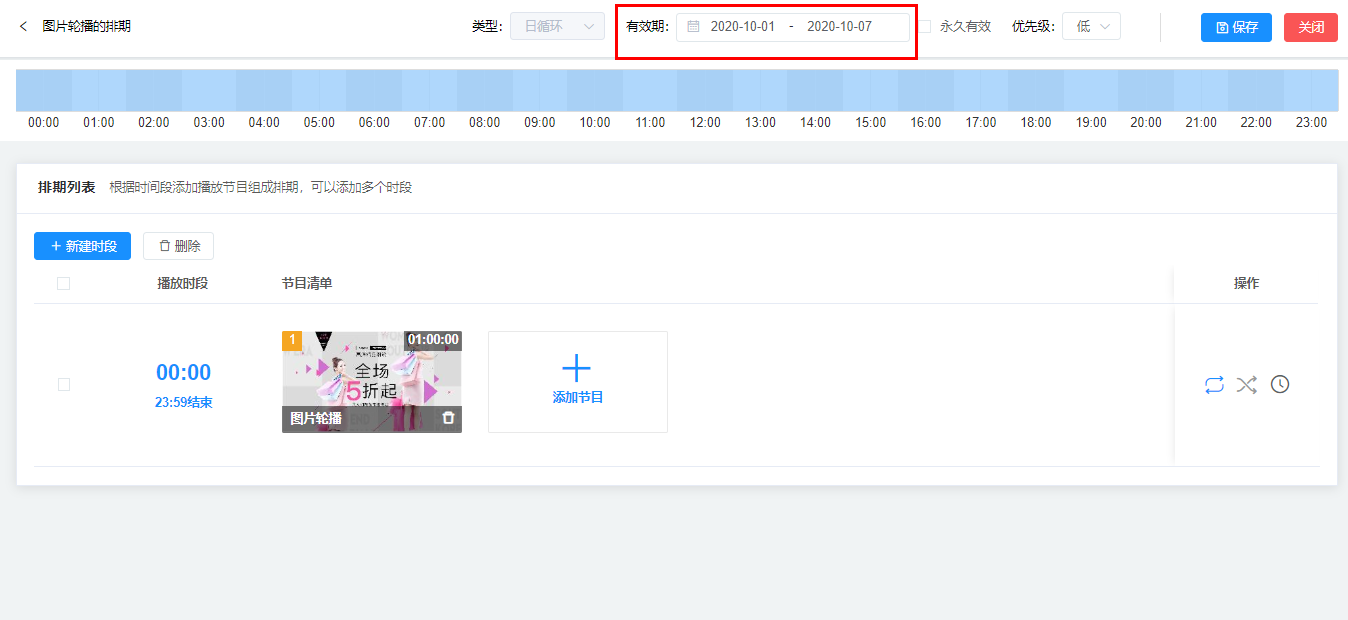 图片轮播的排期 类型: 日循环 有效期: 2020-10-01 - 2020-10-07 永久有效 优先级: 低 保存 关闭
00:00 01:00 02:00 03:00 04:00 05:00 06:00 07:00 08:00 09:00 10:00 11:00 12:00 13:00 14:00 15:00 16:00 17:00 18:00 19:00 20:00 21:00 22:00 23:00
排期列表 根据时间段添加播放节目组成排期，可以添加多个时段
新建时段 删除
播放时段 节目清单 操作
1 01:00:00
全场
5折起
00:00
23:59结束
添加节目
图片轮播